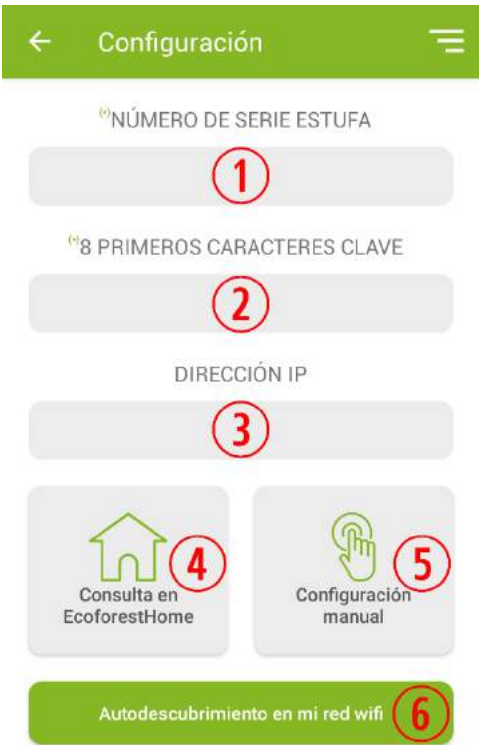 Configuración
(*)NÚMERO DE SERIE ESTUFA
1
(*)8 PRIMEROS CARACTERES CLAVE
2
DIRECCIÓN IP
3
4
Consulta en
EcoforestHome
5
Configuración
manual
Autodescubrimiento en mi red wifi 6